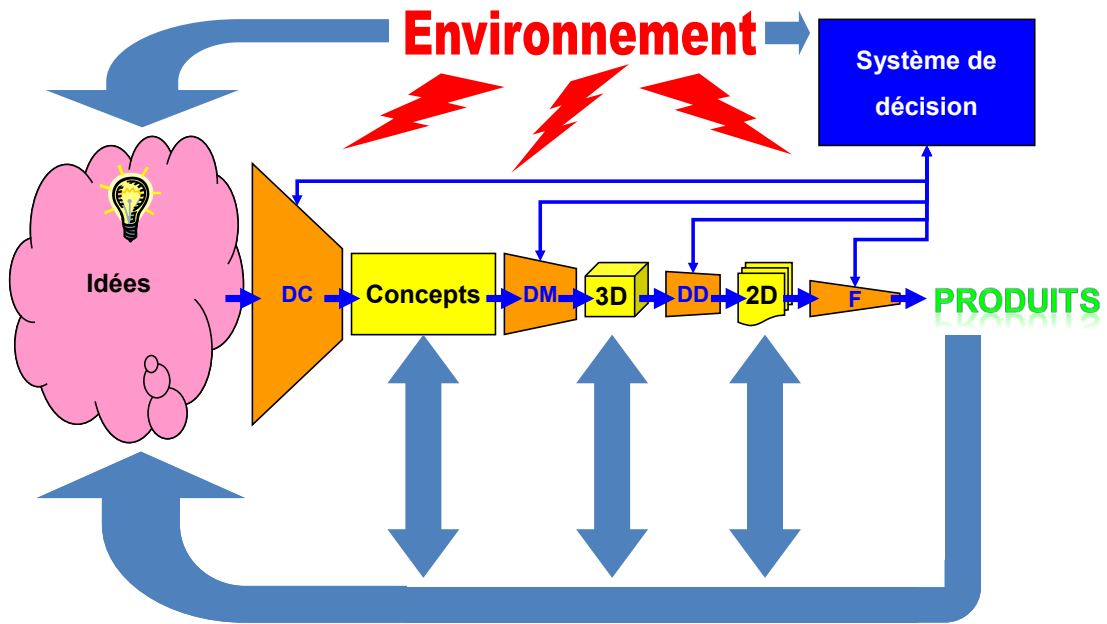 Environnement
Système de
décision
Idées
DC
Concepts
DM
3D
DD
2D
F
PRODUITS